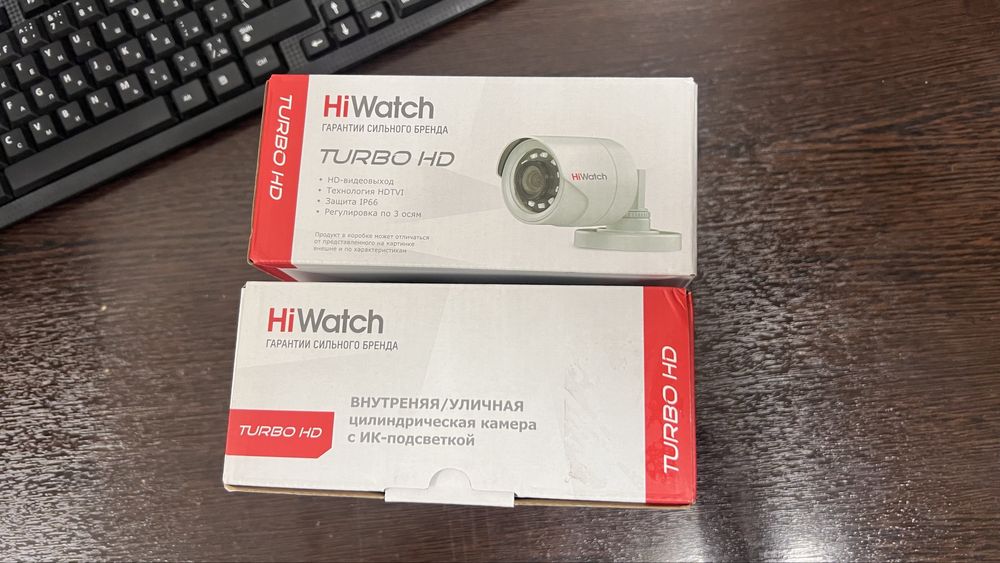 HiWatch
ГАРАНТИИ СИЛЬНОГО БРЕНДА
TURBO HD
• HD-видеовыход
• Технология HDTVI
• Защита IP66
• Регулировка по 3 осям
Продукт в коробке может отличаться
от представленного на картинке
внешне и по характеристикам
HiWatch
TURBO HD
HiWatch
ГАРАНТИИ СИЛЬНОГО БРЕНДА
ВНУТРЕНЯЯ/УЛИЧНАЯ
цилиндрическая камера
с ИК-подсветкой
TURBO HD
TURBO HD